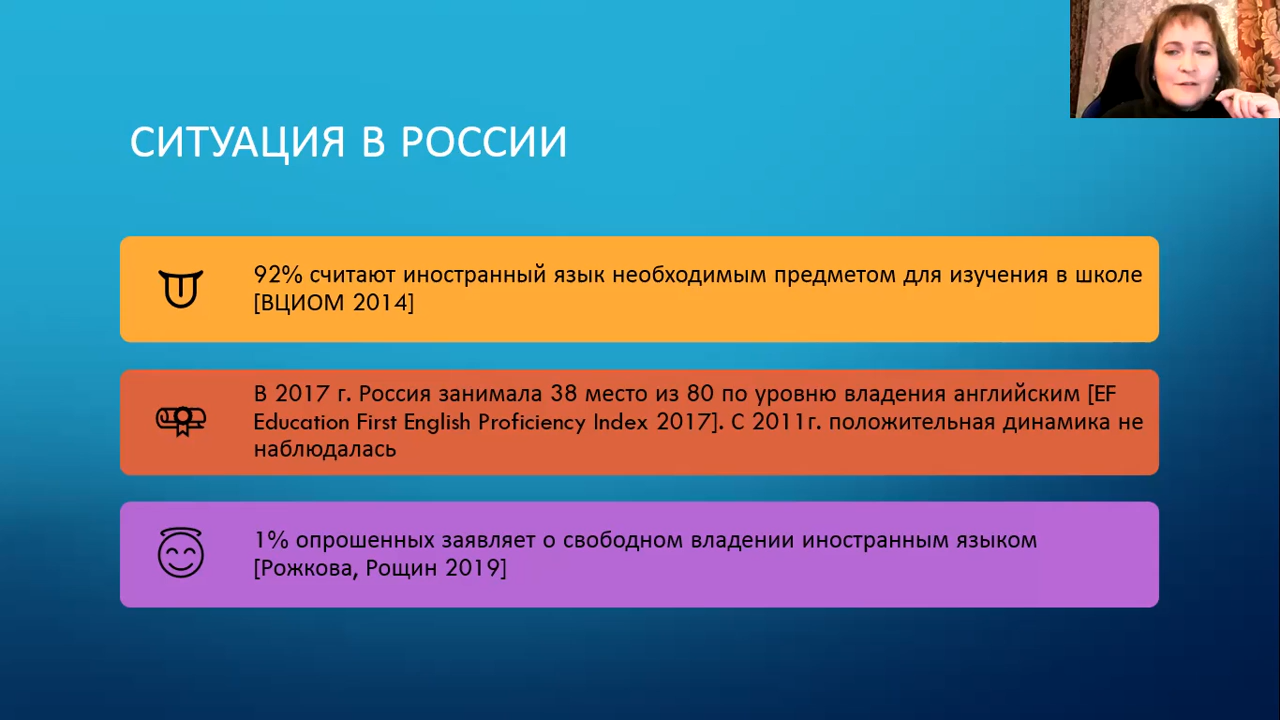 СИТУАЦИЯ В РОССИИ
92% считают иностранный язык необходимым предметом для изучения в школе
[ВЦИОМ 2014]
В 2017 г. Россия занимала 38 место из 80 по уровню владения английским [EF
Education First English Proficiency Index 2017]. С 2011г. положительная динамика не
наблюдалась
1% опрошенных заявляет о свободном владении иностранным языком
[Рожкова, Рощин 2019]